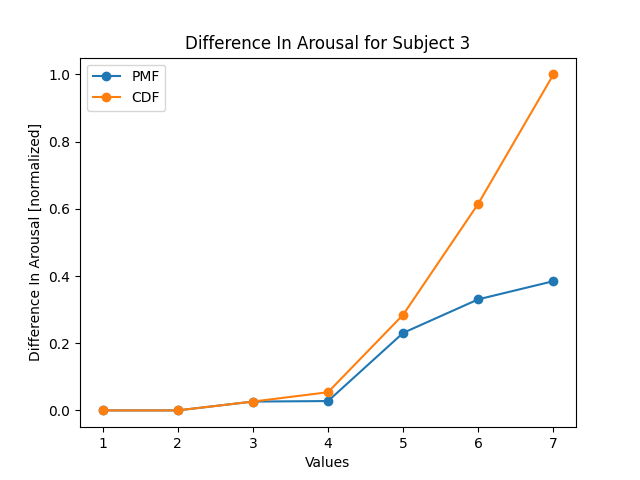 Difference In Arousal for Subject 3
PMF
CDF
Difference In Arousal [normalized]
1.0
0.8
0.6
0.4
0.2
0.0
1 2 3 4 5 6 7
Values